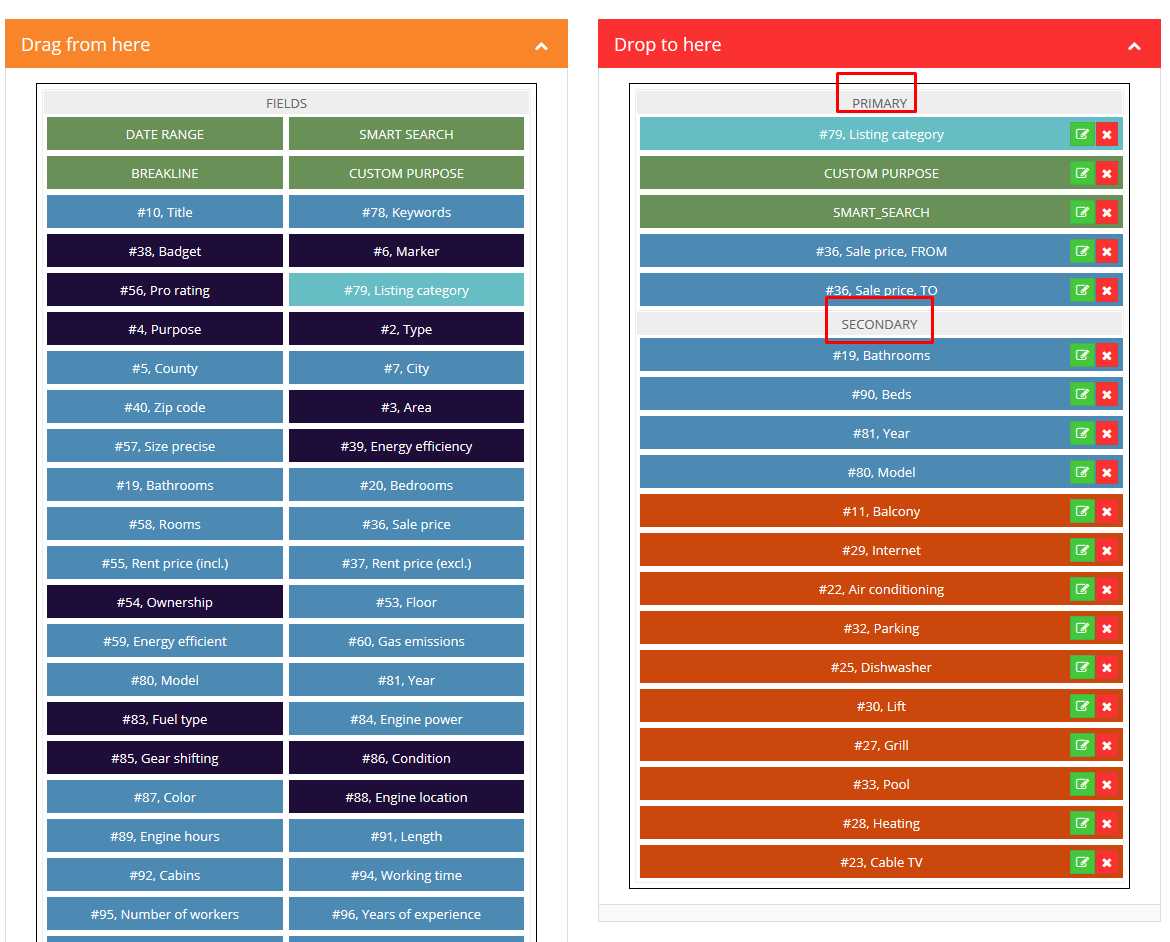 Drag from here
FIELDS
DATE RANGE
SMART SEARCH
BREAKLINE
CUSTOM PURPOSE
#10, Title
#78, Keywords
#38, Badget
#6, Marker
#56, Pro rating
#79, Listing category
#4, Purpose
#2, Type
#5, County
#7, City
#40, Zip code
#3, Area
#57, Size precise
#39, Energy efficiency
#19, Bathrooms
#20, Bedrooms
#58, Rooms
#36, Sale price
#55, Rent price (incl.)
#37, Rent price (excl.)
#54, Ownership
#53, Floor
#59, Energy efficient
#60, Gas emissions
#80, Model
#81, Year
#83, Fuel type
#84, Engine power
#85, Gear shifting
#86, Condition
#87, Color
#88, Engine location
#89, Engine hours
#91, Length
#92, Cabins
#94, Working time
#95, Number of workers
#96, Years of experience
Drop to here
PRIMARY
#79, Listing category
CUSTOM PURPOSE
SMART_SEARCH
#36, Sale price, FROM
#36, Sale price, TO
SECONDARY
#19, Bathrooms
#90, Beds
#81, Year
#80, Model
#11, Balcony
#29, Internet
#22, Air conditioning
#32, Parking
#25, Dishwasher
#30, Lift
#27, Grill
#33, Pool
#28, Heating
#23, Cable TV